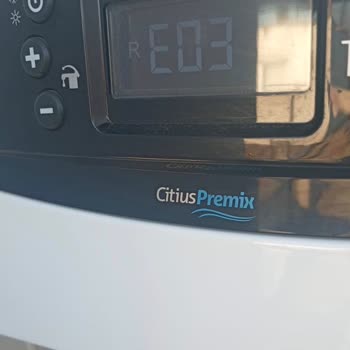 R E03
+
-
CitiusPremix